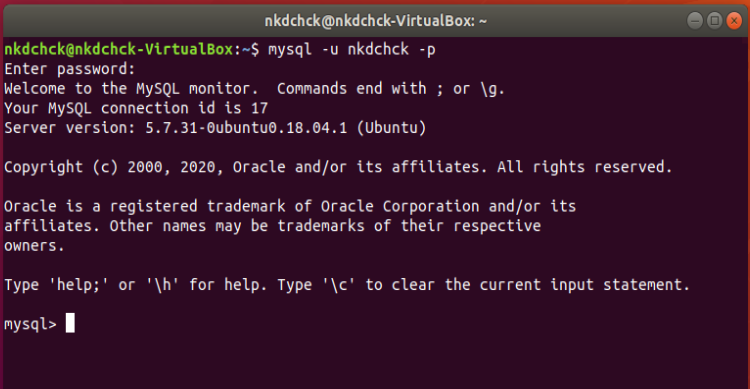 nkdchck@nkdchck-VirtualBox: ~
nkdchck@nkdchck-VirtualBox:~$ mysql -u nkdchck -p
Enter password:
Welcome to the MySQL monitor.  Commands end with ; or \g.
Your MySQL connection id is 17
Server version: 5.7.31-0ubuntu0.18.04.1 (Ubuntu)
Copyright (c) 2000, 2020, Oracle and/or its affiliates. All rights reserved.
Oracle is a registered trademark of Oracle Corporation and/or its
affiliates. Other names may be trademarks of their respective
owners.
Type 'help;' or '\h' for help. Type '\c' to clear the current input statement.
mysql>